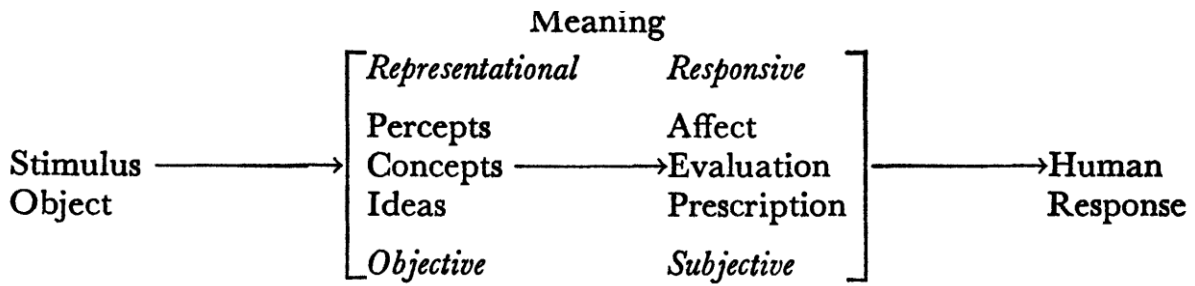 Meaning
Representational Responsive
Percepts Affect
Stimulus Concepts Evaluation Human
Object Ideas Prescription Response
Objective Subjective